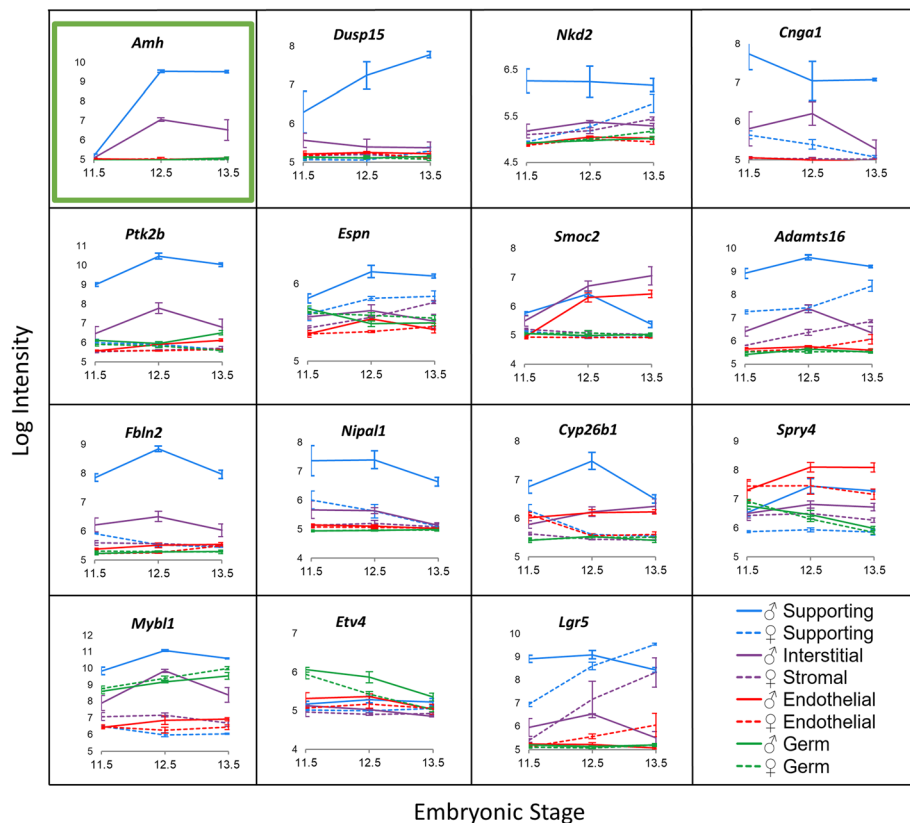 Log Intensity
Amh
10
9
8
7
6
5
11.5 12.5 13.5
Dusp15
8
7
6
5
11.5 12.5 13.5
Nkd2
6.5
5.5
4.5
11.5 12.5 13.5
Cnga1
8
7
6
5
11.5 12.5 13.5
Ptk2b
11
10
9
8
7
6
5
11.5 12.5 13.5
Espn
6
5
11.5 12.5 13.5
Smoc2
8
7
6
5
4
11.5 12.5 13.5
Adamts16
10
9
8
7
6
5
11.5 12.5 13.5
Fbln2
9
8
7
6
5
11.5 12.5 13.5
Nipal1
8
7
6
5
4
11.5 12.5 13.5
Cyp26b1
8
7
6
5
11.5 12.5 13.5
Spry4
9
8
7
6
5
11.5 12.5 13.5
Mybl1
12
11
10
9
8
7
6
5
11.5 12.5 13.5
Etv4
7
6
5
4
11.5 12.5 13.5
Lgr5
10
9
8
7
6
5
11.5 12.5 13.5
♂ Supporting
♀ Supporting
♂ Interstitial
♀ Stromal
♂ Endothelial
♀ Endothelial
♂ Germ
♀ Germ
Embryonic Stage